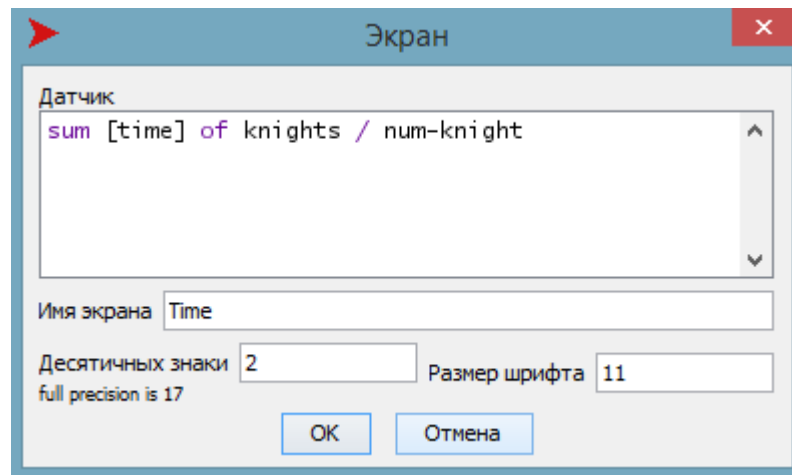 Экран
Датчик
sum [time] of knights / num-knight
Имя экрана Time
Десятичных знаки 2 Размер шрифта 11
full precision is 17
OK Отмена